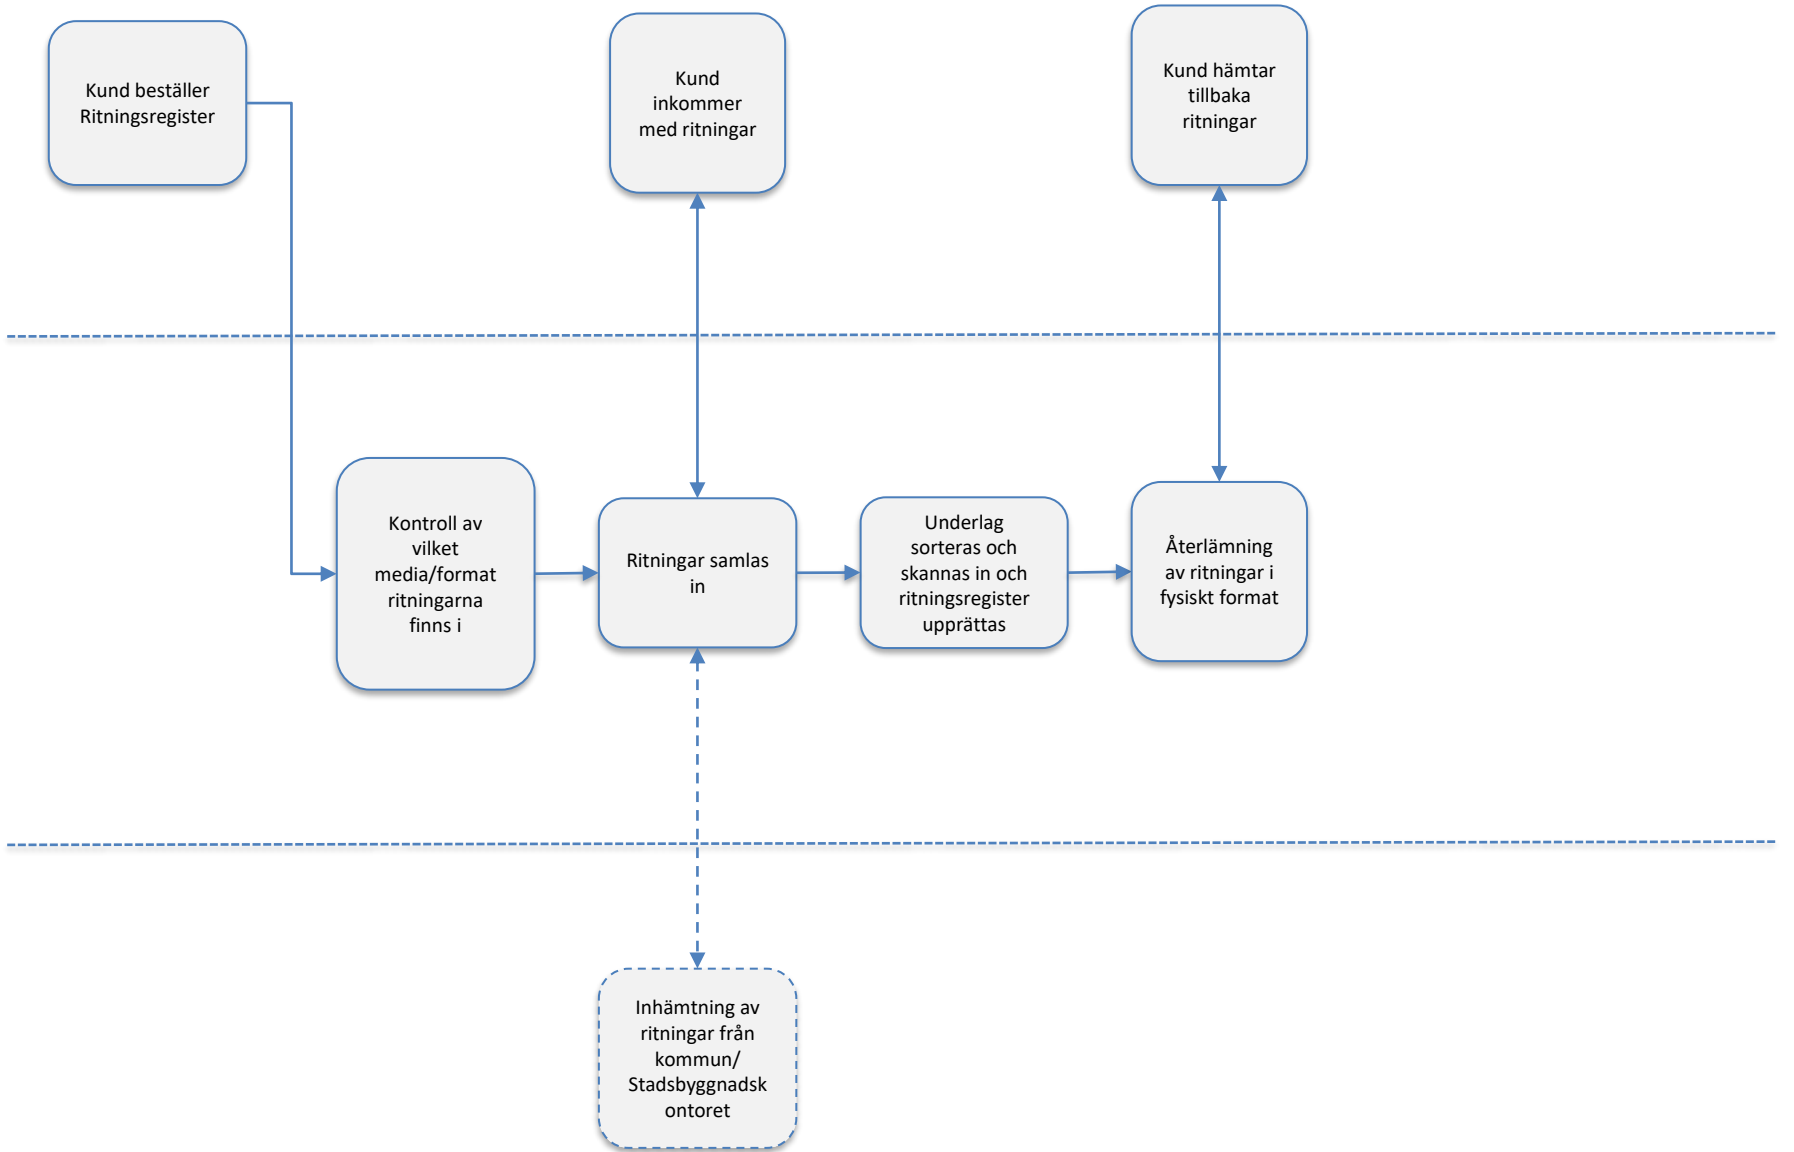 Kund beställer
Ritningsregister
Kund
inkommer
med ritningar
Kund hämtar
tillbaka
ritningar
Kontroll av
vilket
media/format
ritningarna
finns i
Ritningar samlas
in
Underlag
sorteras och
skannas in och
ritningsregister
upprättas
Återlämning
av ritningar i
fysiskt format
Inhämtning av
ritningar från
kommun/
Stadsbyggnadsk
ontoret